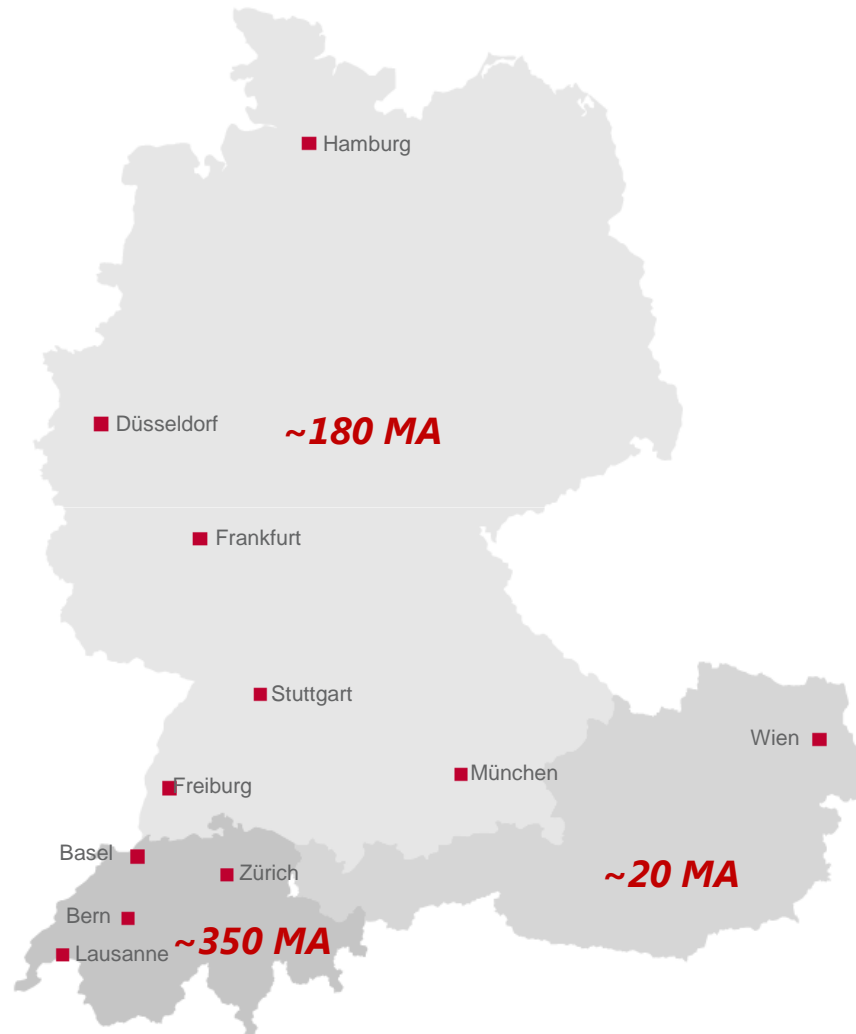 Hamburg
Düsseldorf
~180 MA
Frankfurt
Stuttgart
Wien
München
Freiburg
Basel
Zürich
~20 MA
Bern
~350 MA
Lausanne